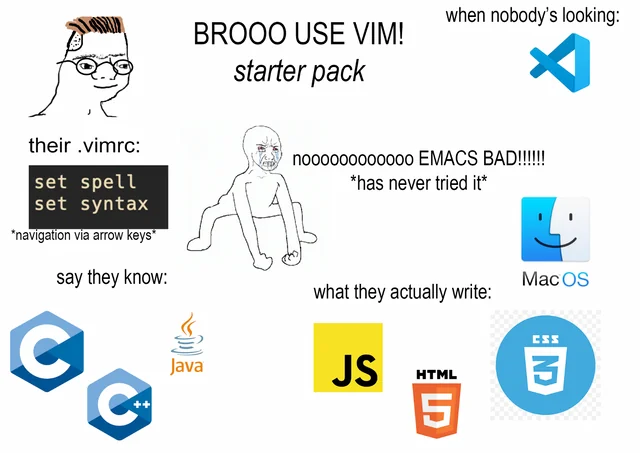 BROOO USE VIM!
starter pack
when nobody's looking:
their .vimrc:
set spell
set syntax
*navigation via arrow keys*
nooooooooooooo EMACS BAD!!!!!!
*has never tried it*
Mac OS
say they know:
C
C++
Java
what they actually write:
JS
HTML
5
CSS
3